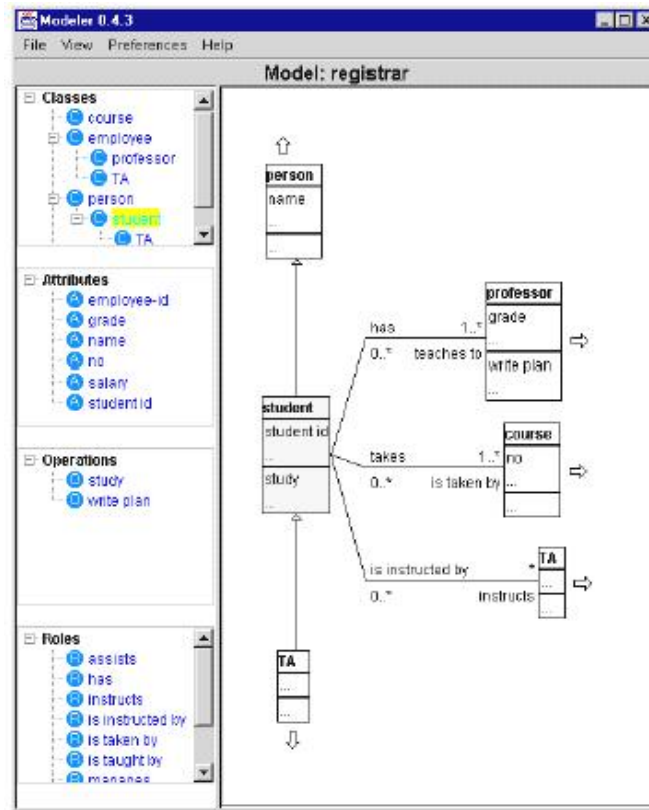 Modeler 0.4.3
File View Preferences Help
Model: registrar
Classes
course
employee
professor
TA
person
student
TA
Attributes
employee-id
grade
name
no
salary
student id
Operations
study
write plan
Roles
assists
has
instructs
is instructed by
is taken by
is taught by
manages
person
name
...
...
professor
grade
...
write plan
...
has 1..*
0..* teaches to
student
student id
...
study
...
course
no
...
...
takes 1..*
0..* is taken by
TA
...
...
is instructed by *
0..* instructs
TA
...
...